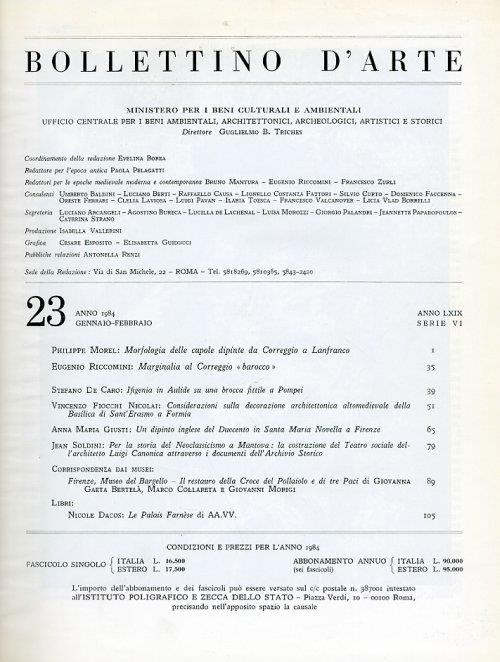 BOLLETTINO D'ARTE
MINISTERO PER I BENI CULTURALI E AMBIENTALI
UFFICIO CENTRALE PER I BENI AMBIENTALI, ARCHITETTONICI, ARCHEOLOGICI, ARTISTICI E STORICI
Direttore GUGLIELMO B. TRICHES
Coordinamento della redazione EVELINA BOREA
Redattore per l'epoca antica PAOLA PELAGATTI
Redattori per le epoche medievale moderna e contemporanea BRUNO MANTURA – EUGENIO RICCOMINI – FRANCESCO ZURLI
Consulenti UMBERTO BALDINI – LUCIANO BERTI – RAFFAELLO CAUSA – LIONELLO COSTANZA FATTORI – SILVIO CURTO – DOMENICO FACCENNA –
ORESTE FERRARI – CLELIA LAVIOSA – LUIGI PAVAN – ILARIA TOESCA – FRANCESCO VALCANOVER – LICIA VLAD BORRELLI
Segreteria LUCIANO ARCANGELI – AGOSTINO BURECA – LUCILLA DE LACHENAL – LUISA MOROZZI – GIORGIO PALANDRI – JEANNETTE PAPADOPOULOS –
CATERINA STRANO
Produzione ISABELLA VALLERINI
Grafica CESARE ESPOSITO – ELISABETTA GUIDUCCI
Pubbliche relazioni ANTONELLA RENZI
Sede della Redazione: Via di San Michele, 22 – ROMA – Tel. 5818269, 5810365, 5843-2420
23 ANNO 1984 ANNO LXIX
GENNAIO-FEBBRAIO SERIE VI
PHILIPPE MOREL: Morfologia delle cupole dipinte da Correggio a Lanfranco 1
EUGENIO RICCOMINI: Marginalia al Correggio «barocco» 35
STEFANO DE CARO: Ifigenia in Aulide su una brocca fittile a Pompei 39
VINCENZO FIOCCHI NICOLAI: Considerazioni sulla decorazione architettonica altomedievale della 51
Basilica di Sant'Erasmo a Formia
ANNA MARIA GIUSTI: Un dipinto inglese del Duecento in Santa Maria Novella a Firenze 65
JEAN SOLDINI: Per la storia del Neoclassicismo a Mantova: la costruzione del Teatro sociale del- 79
l'architetto Luigi Canonica attraverso i documenti dell'Archivio Storico
CORRISPONDENZA DAI MUSEI:
Firenze, Museo del Bargello – Il restauro della Croce del Pollaiolo e di tre Paci di GIOVANNA 89
GAETA BERTELÀ, MARCO COLLARETA e GIOVANNI MORIGI
LIBRI:
NICOLE DACOS: Le Palais Farnèse di AA.VV. 105
CONDIZIONI E PREZZI PER L'ANNO 1984
FASCICOLO SINGOLO { ITALIA L. 16.500 ABBONAMENTO ANNUO { ITALIA L. 90.000
ESTERO L. 17.500 (sei fascicoli) ESTERO L. 95.000
L'importo dell'abbonamento e dei fascicoli può essere versato sul c/c postale n. 387001 intestato
all'ISTITUTO POLIGRAFICO E ZECCA DELLO STATO – Piazza Verdi, 10 – 00100 Roma,
precisando nell'apposito spazio la causale